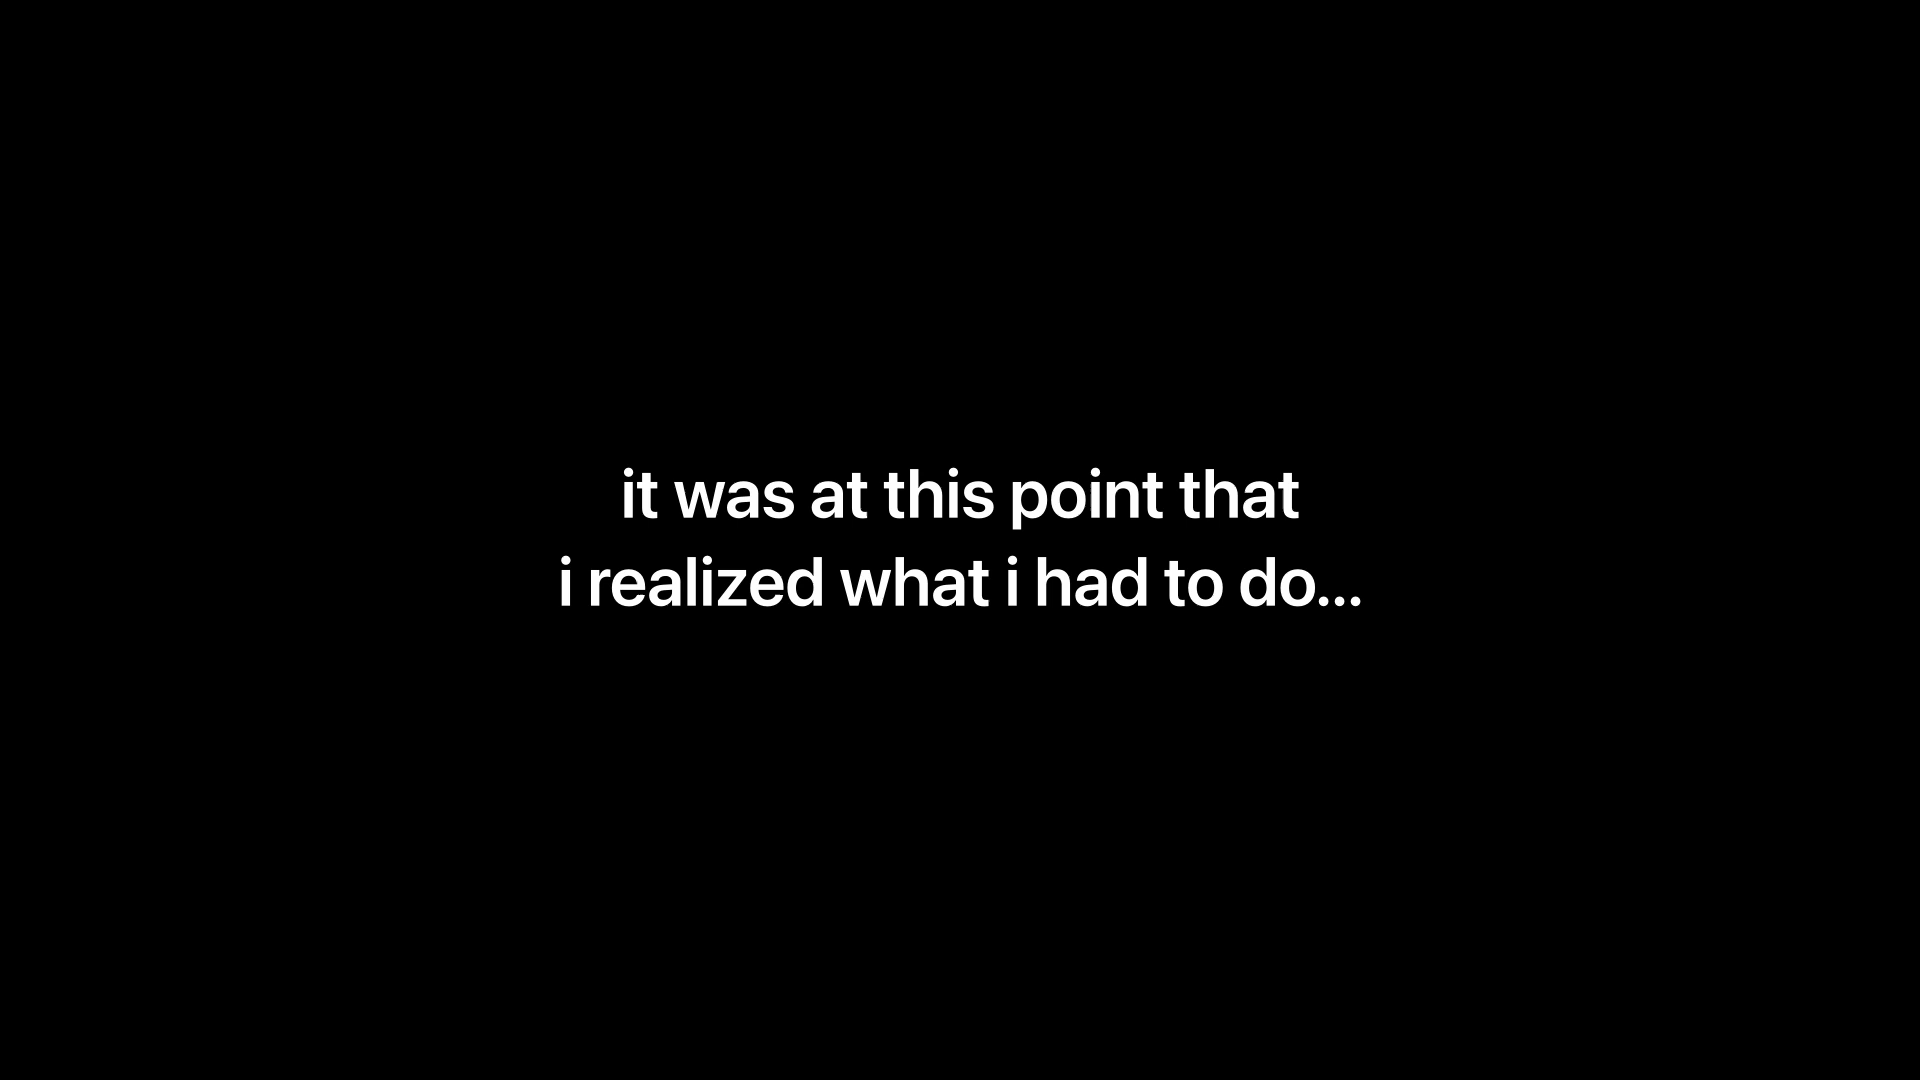 it was at this point that
i realized what i had to do...